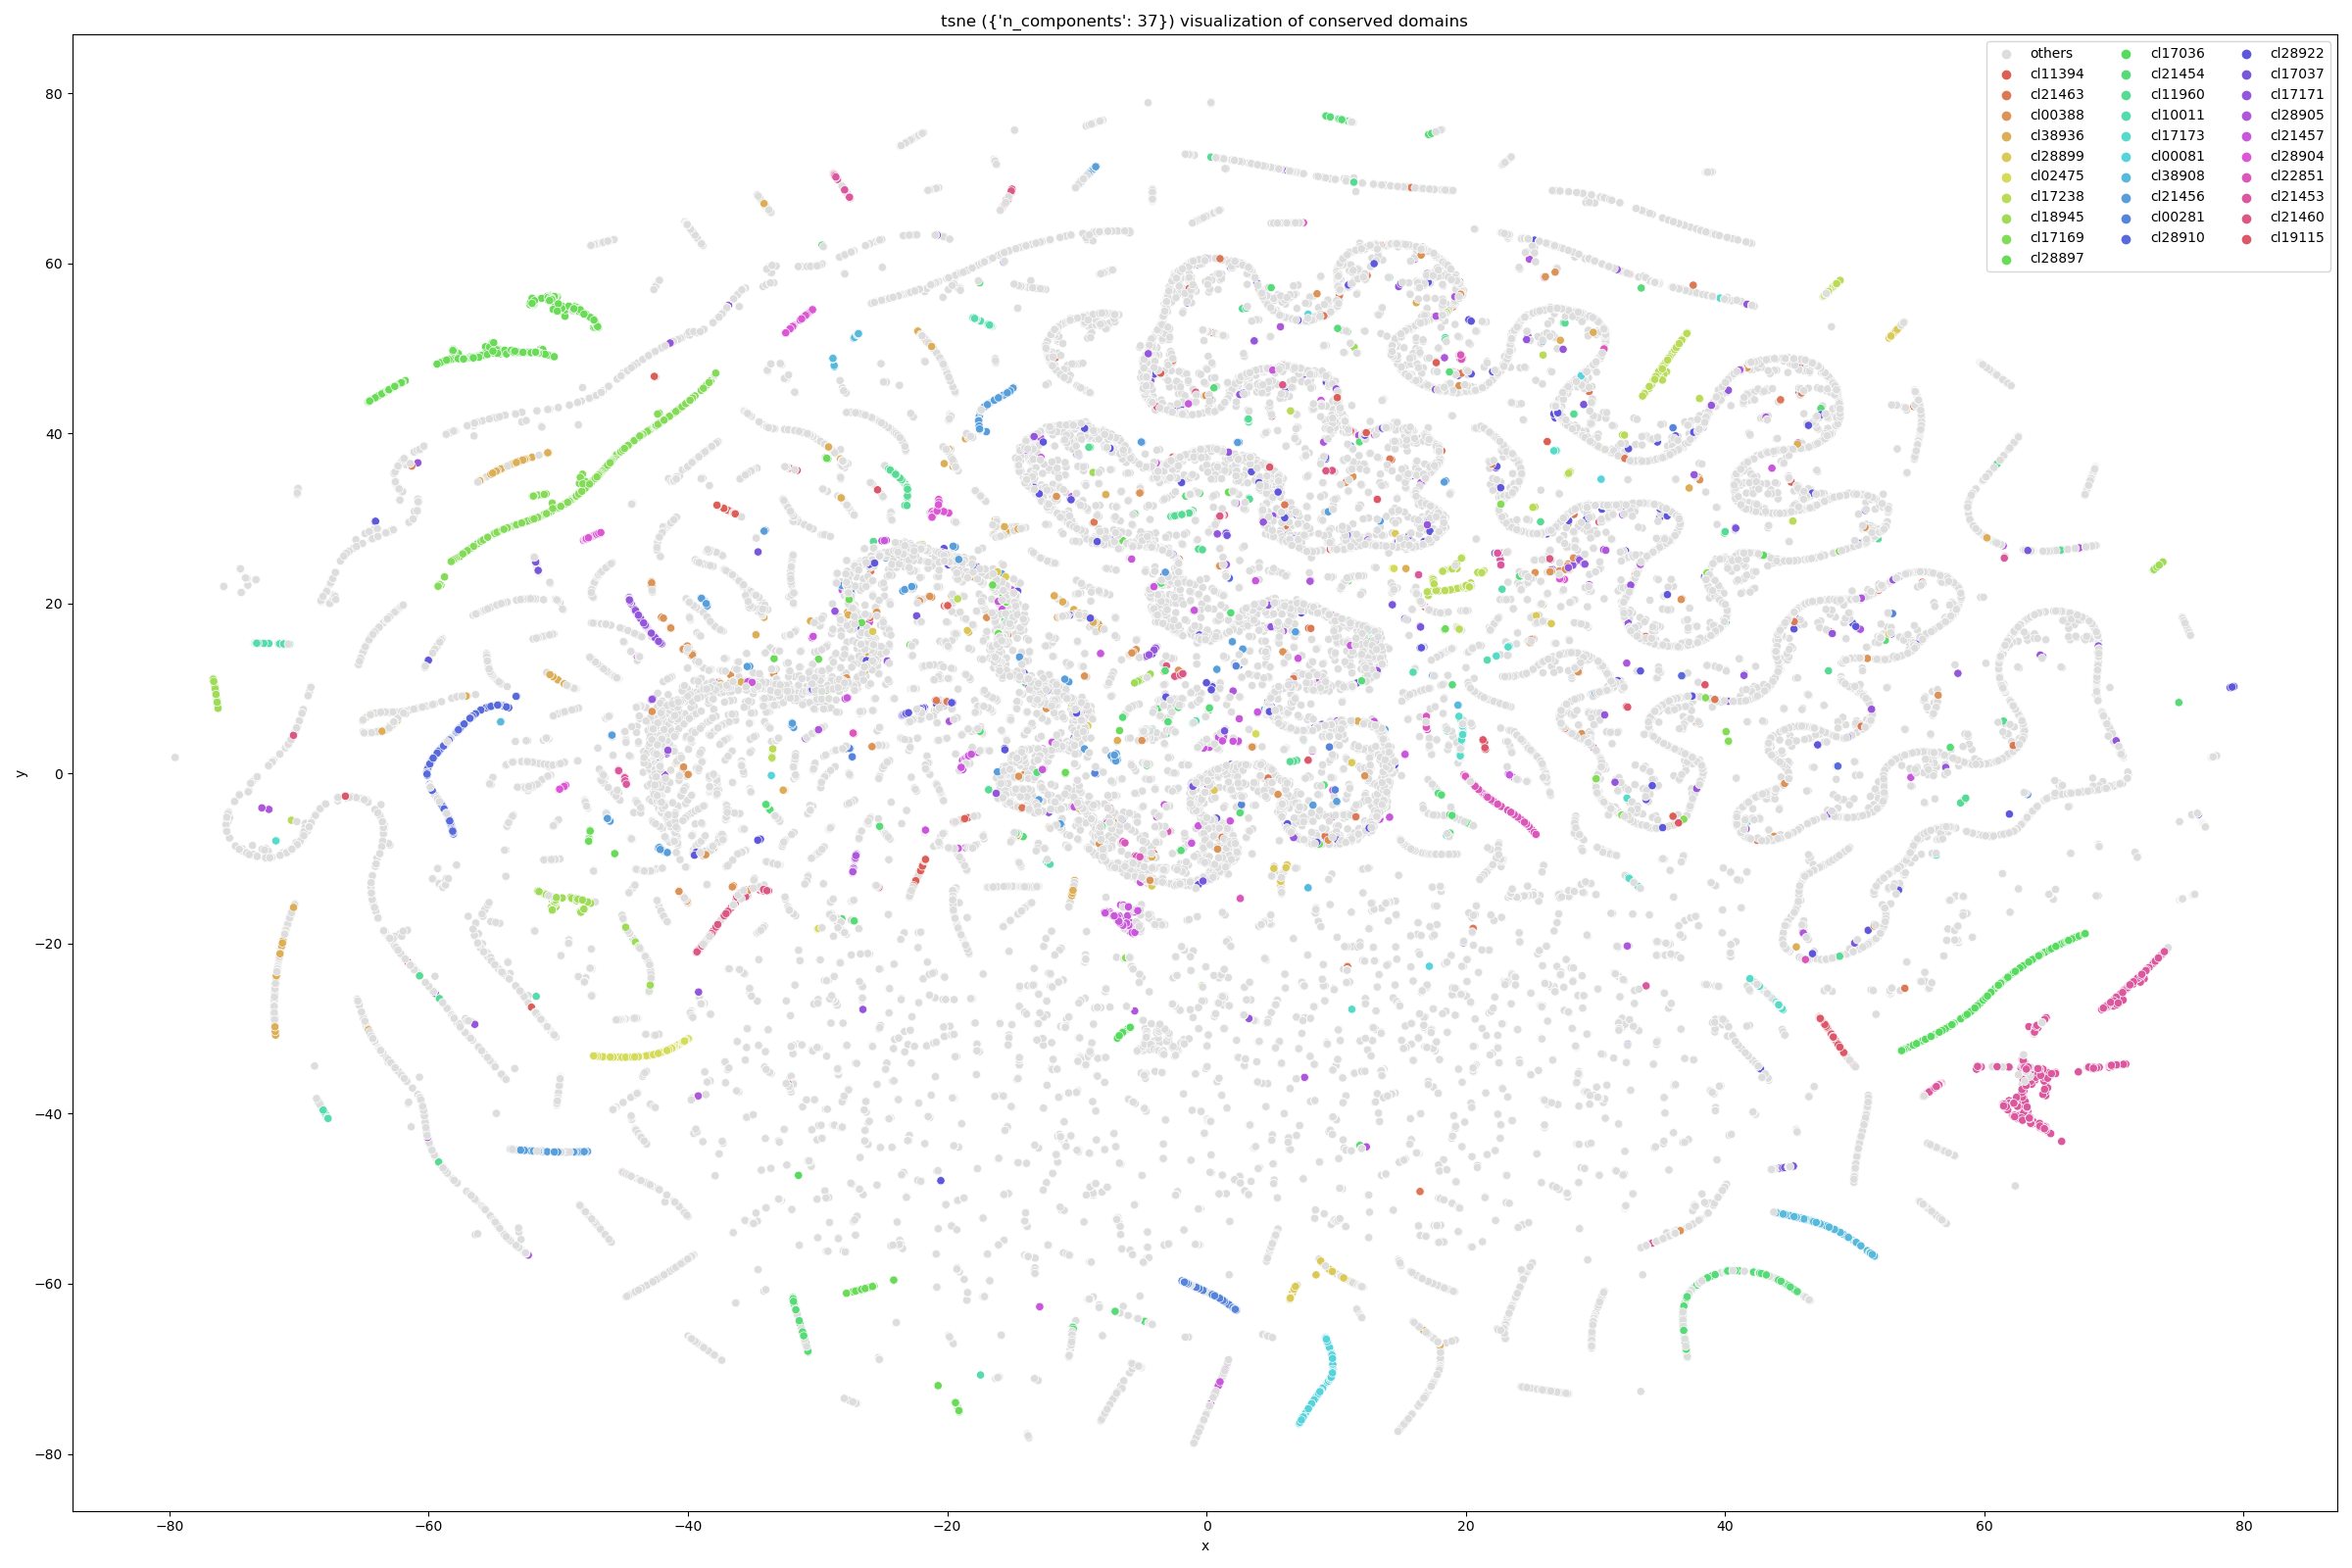 tsne ({'n_components': 37}) visualization of conserved domains
others
cl11394
cl21463
cl00388
cl38936
cl28899
cl02475
cl17238
cl18945
cl17169
cl28897
cl17036
cl21454
cl11960
cl10011
cl17173
cl00081
cl38908
cl21456
cl00281
cl28910
cl28922
cl17037
cl17171
cl28905
cl21457
cl28904
cl22851
cl21453
cl21460
cl19115
80
60
40
20
0
−20
−40
−60
−80
y
−80 −60 −40 −20 0 20 40 60 80
x